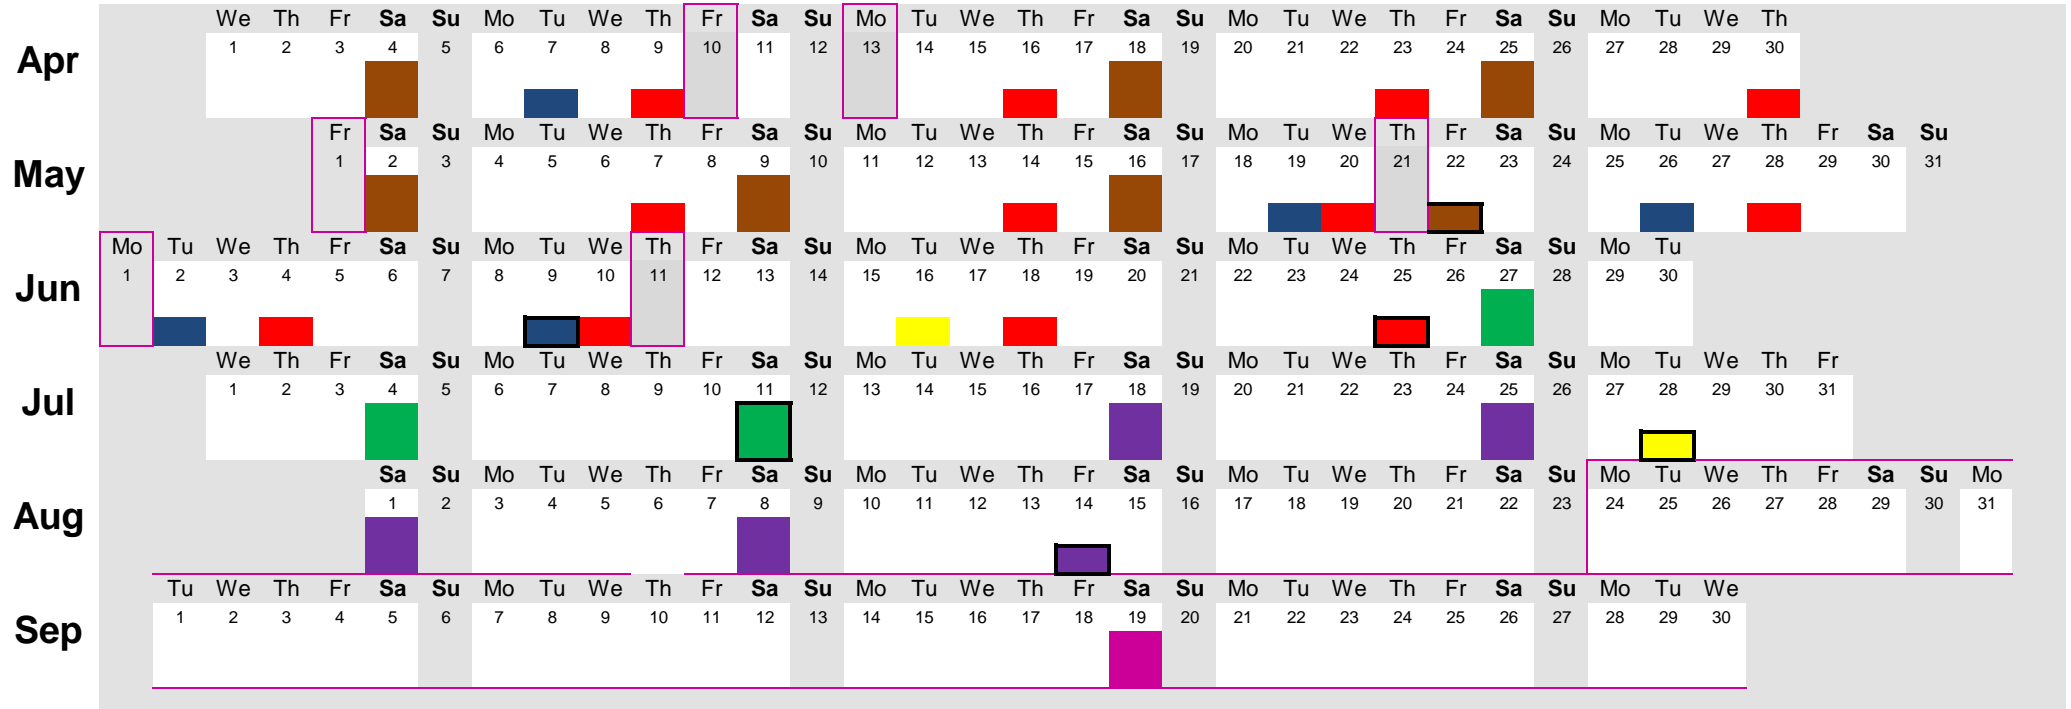 We Th Fr Sa Su Mo Tu We Th Fr Sa Su Mo Tu We Th Fr Sa Su Mo Tu We Th Fr Sa Su Mo Tu We Th
Apr 1 2 3 4 5 6 7 8 9 10 11 12 13 14 15 16 17 18 19 20 21 22 23 24 25 26 27 28 29 30
Fr Sa Su Mo Tu We Th Fr Sa Su Mo Tu We Th Fr Sa Su Mo Tu We Th Fr Sa Su Mo Tu We Th Fr Sa Su
May 1 2 3 4 5 6 7 8 9 10 11 12 13 14 15 16 17 18 19 20 21 22 23 24 25 26 27 28 29 30 31
Mo Tu We Th Fr Sa Su Mo Tu We Th Fr Sa Su Mo Tu We Th Fr Sa Su Mo Tu We Th Fr Sa Su Mo Tu
Jun 1 2 3 4 5 6 7 8 9 10 11 12 13 14 15 16 17 18 19 20 21 22 23 24 25 26 27 28 29 30
We Th Fr Sa Su Mo Tu We Th Fr Sa Su Mo Tu We Th Fr Sa Su Mo Tu We Th Fr Sa Su Mo Tu We Th Fr
Jul 1 2 3 4 5 6 7 8 9 10 11 12 13 14 15 16 17 18 19 20 21 22 23 24 25 26 27 28 29 30 31
Sa Su Mo Tu We Th Fr Sa Su Mo Tu We Th Fr Sa Su Mo Tu We Th Fr Sa Su Mo Tu We Th Fr Sa Su Mo
Aug 1 2 3 4 5 6 7 8 9 10 11 12 13 14 15 16 17 18 19 20 21 22 23 24 25 26 27 28 29 30 31
Tu We Th Fr Sa Su Mo Tu We Th Fr Sa Su Mo Tu We Th Fr Sa Su Mo Tu We Th Fr Sa Su Mo Tu We
Sep 1 2 3 4 5 6 7 8 9 10 11 12 13 14 15 16 17 18 19 20 21 22 23 24 25 26 27 28 29 30